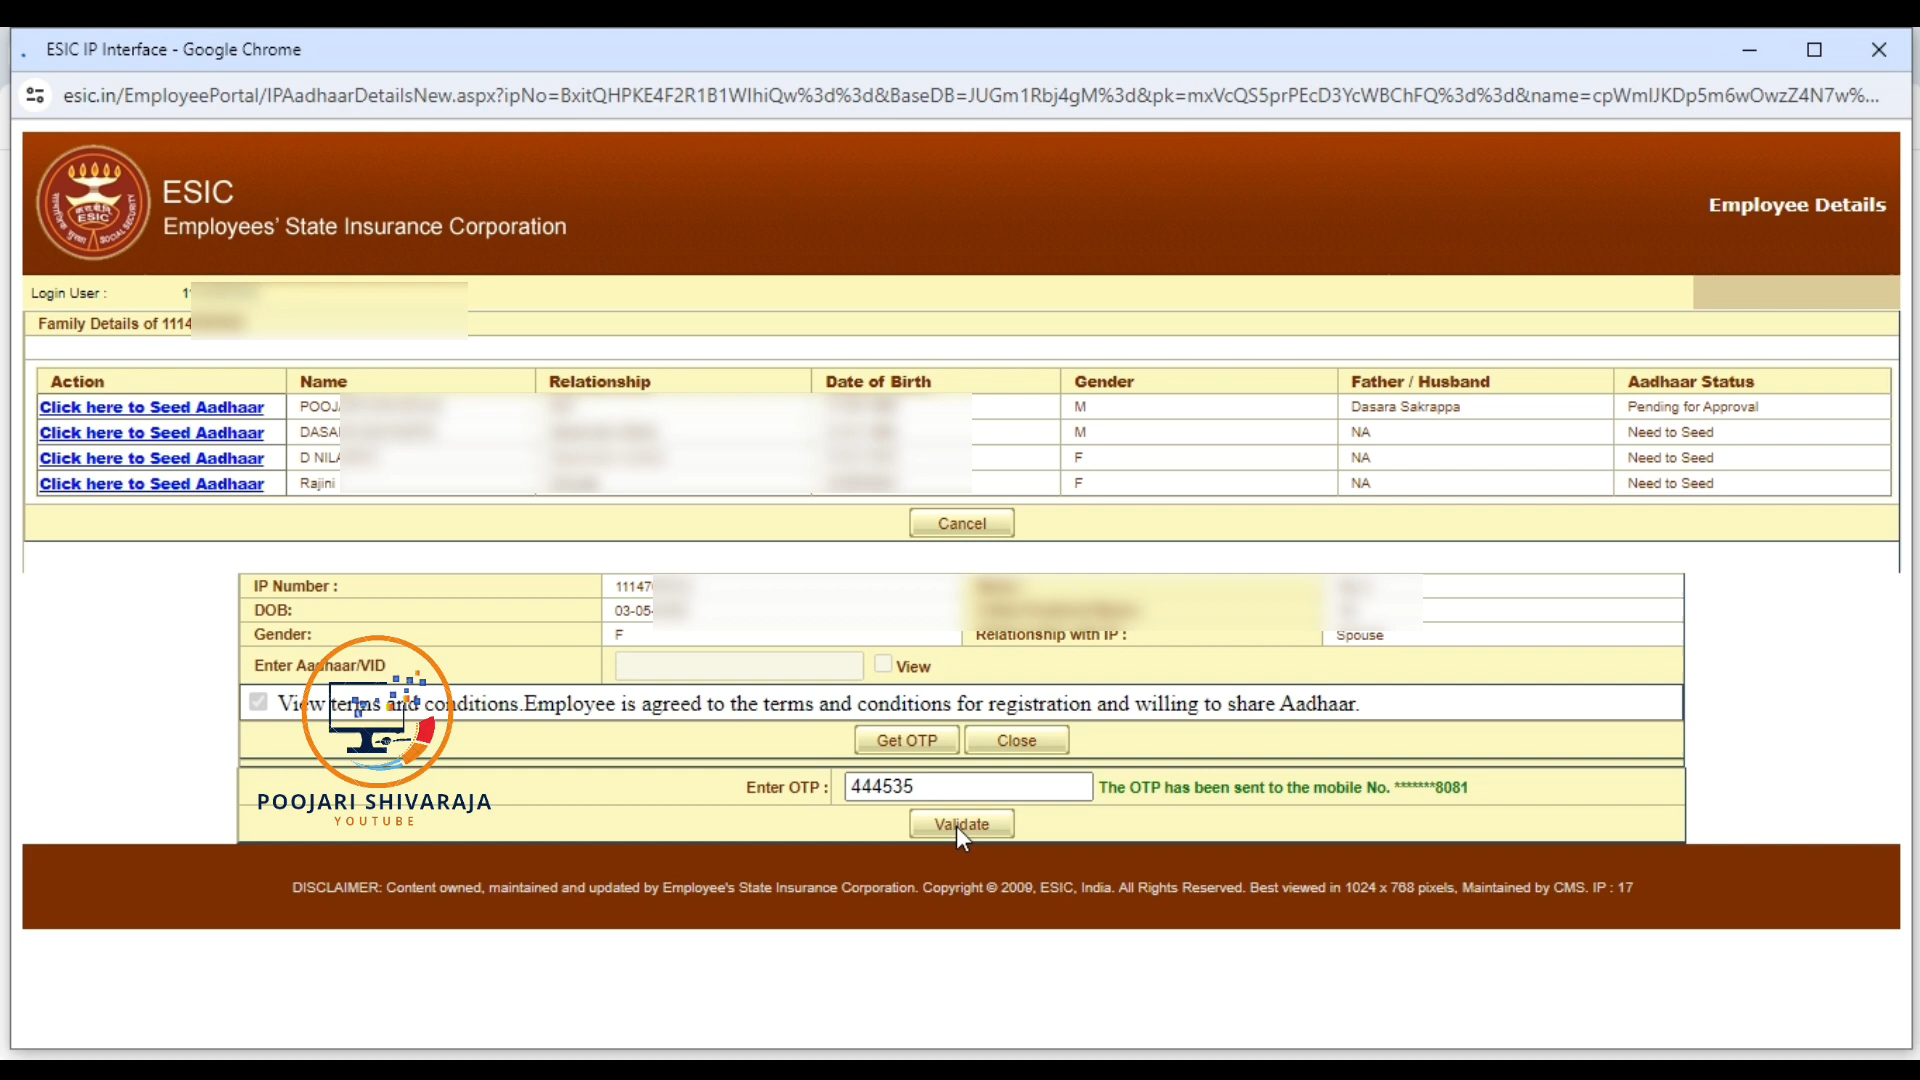 ESIC IP Interface - Google Chrome
esic.in/EmployeePortal/IPAadhaarDetailsNew.aspx?ipNo=BxitQHPKE4F2R1B1WIhiQw%3d%3d&BaseDB=JUGm1Rbj4gM%3d&pk=mxVcQS5prPEcD3YcWBChFQ%3d%3d&name=cpWmIJKDp5m6wOwzZ4N7w%...
ESIC
Employees' State Insurance Corporation
Employee Details
Login User :
Family Details of 1114
Action Name Relationship Date of Birth Gender Father / Husband Aadhaar Status
Click here to Seed Aadhaar POOJ M Dasara Sakrappa Pending for Approval
Click here to Seed Aadhaar DASA M NA Need to Seed
Click here to Seed Aadhaar D NILA F NA Need to Seed
Click here to Seed Aadhaar Rajini F NA Need to Seed
Cancel
IP Number : 11147
DOB: 03-05-
Gender: F Relationship with IP : Spouse
Enter Aadhaar/VID View
View terms and conditions.Employee is agreed to the terms and conditions for registration and willing to share Aadhaar.
Get OTP Close
Enter OTP : 444535 The OTP has been sent to the mobile No. *******8081
POOJARI SHIVARAJA
YOUTUBE
Validate
DISCLAIMER: Content owned, maintained and updated by Employee's State Insurance Corporation. Copyright © 2009, ESIC, India. All Rights Reserved. Best viewed in 1024 x 768 pixels, Maintained by CMS. IP : 17